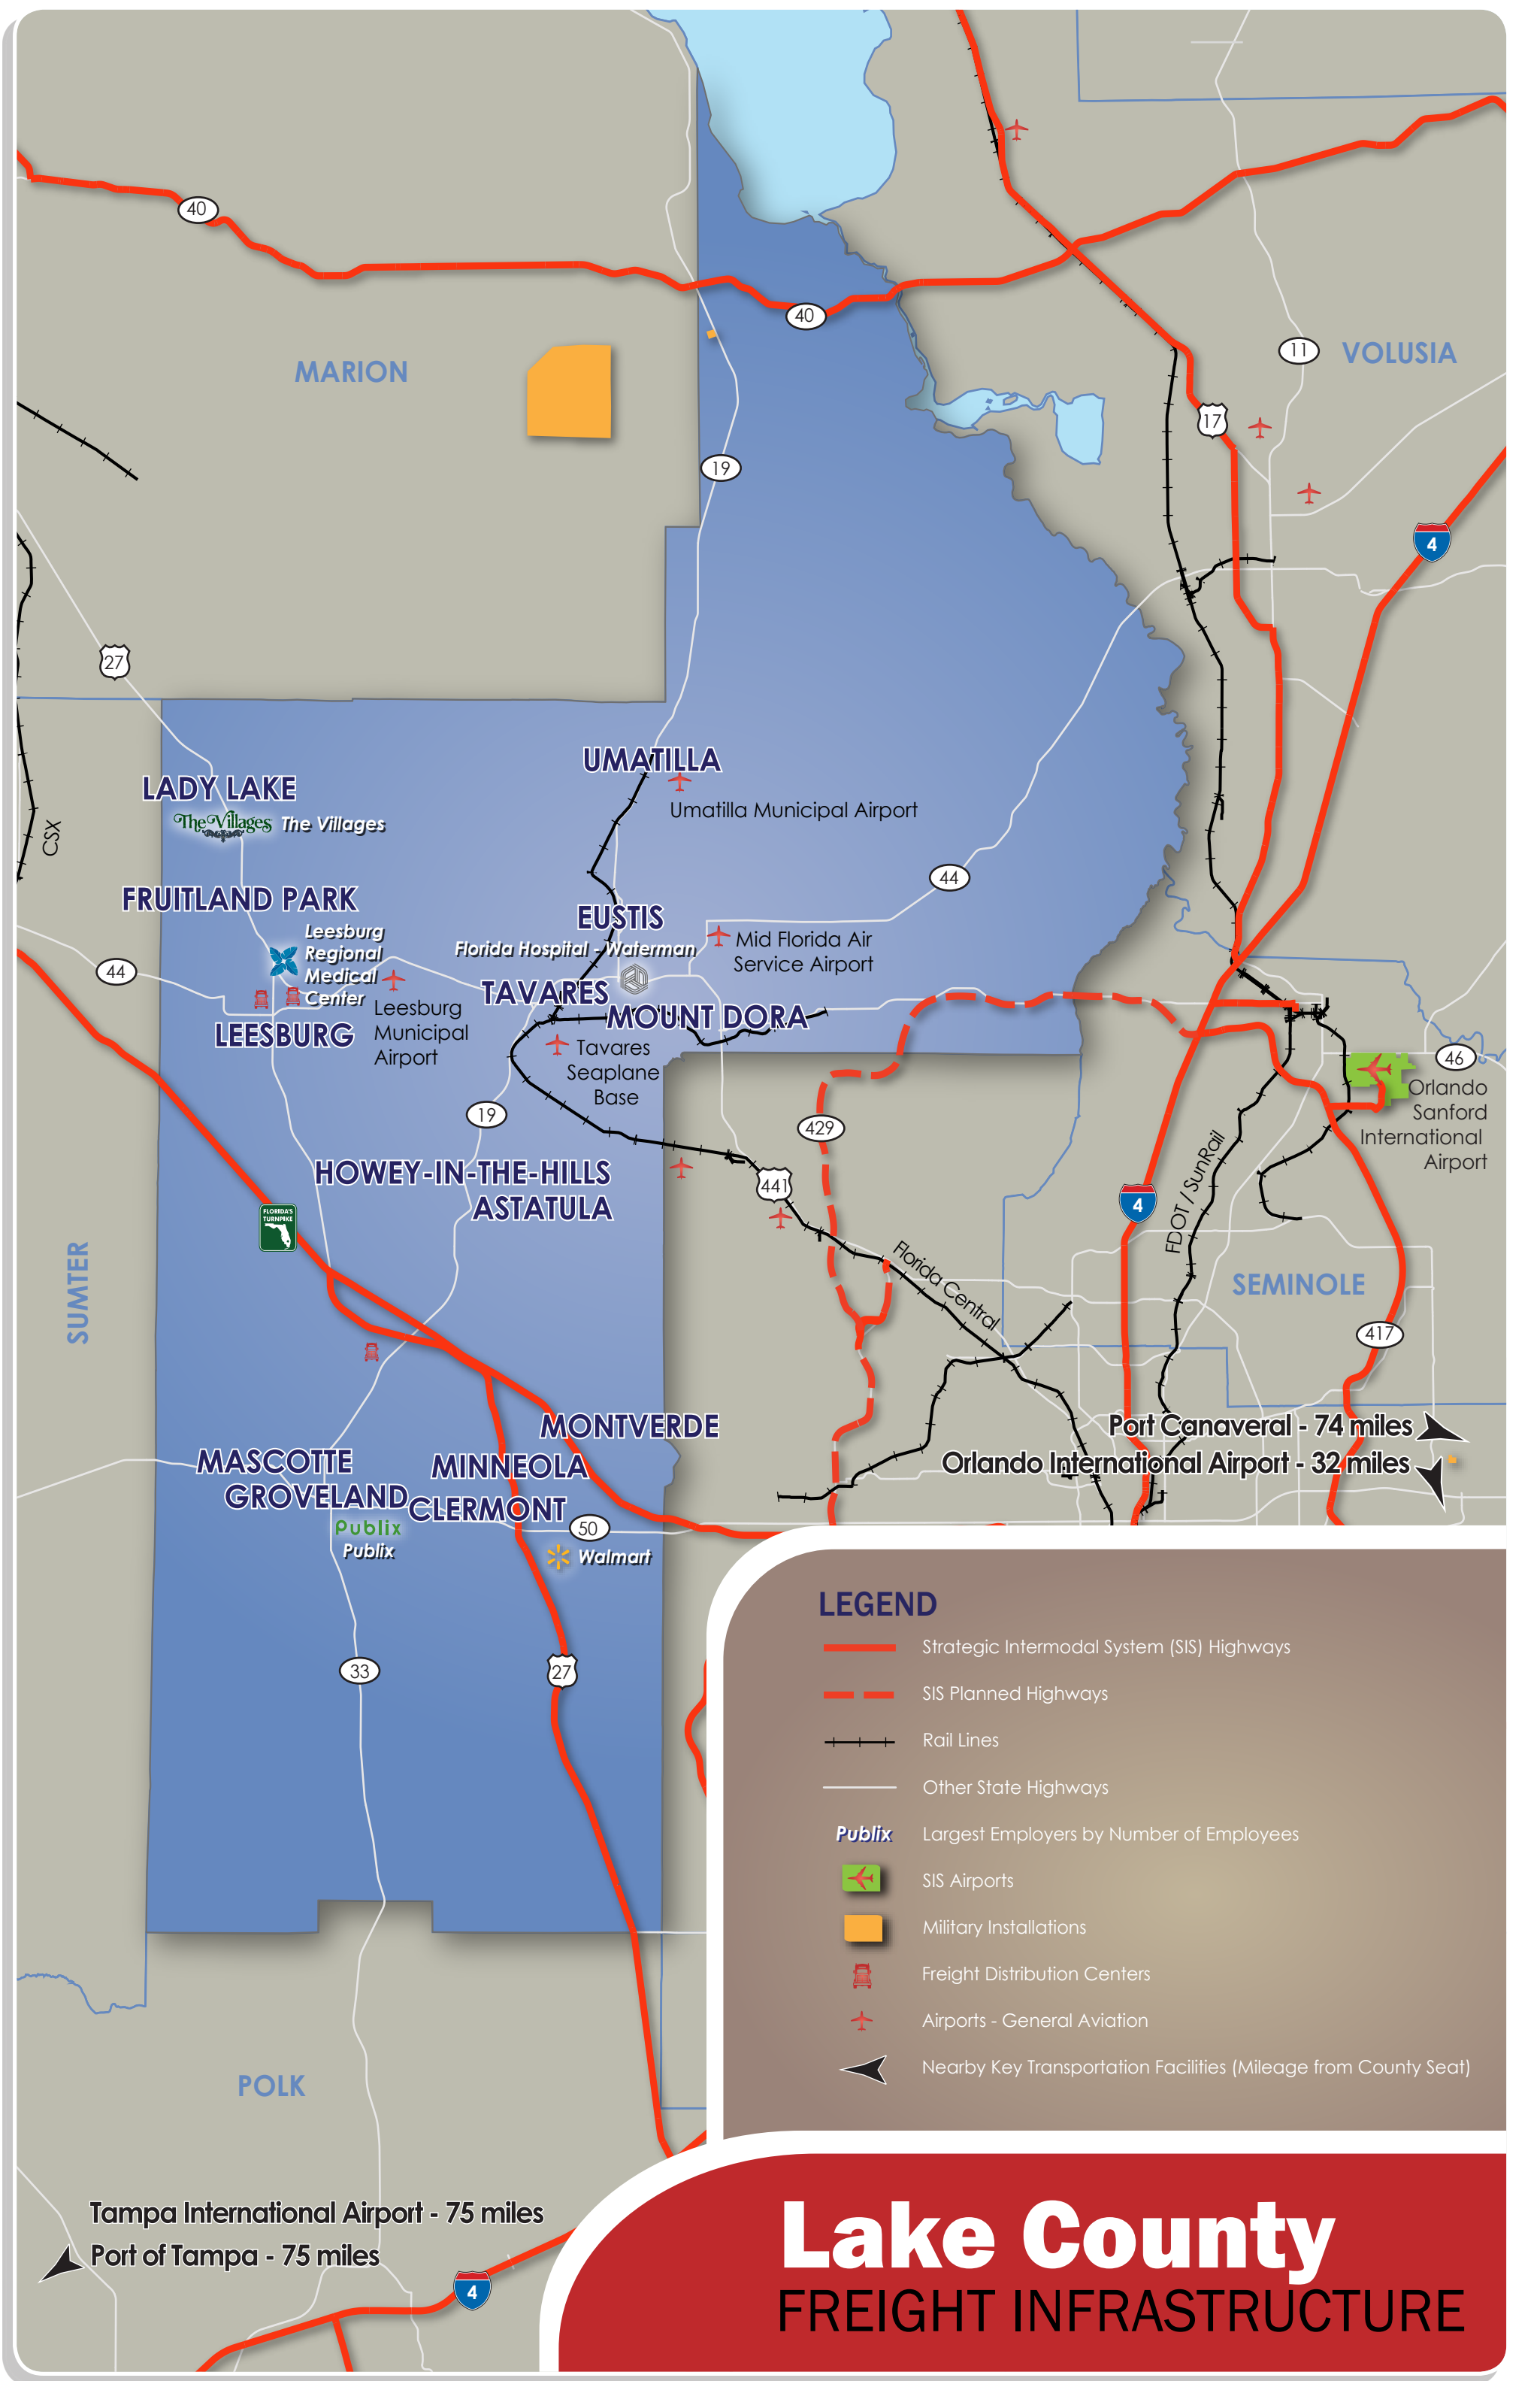 40
40
MARION
11
VOLUSIA
17
19
4
27
UMATILLA
Umatilla Municipal Airport
LADY LAKE
The Villages
The Villages
CSX
44
FRUITLAND PARK
EUSTIS
Florida Hospital - Waterman
Mid Florida Air
Service Airport
Leesburg
Regional
Medical
Center
44
TAVARES
MOUNT DORA
Leesburg
Municipal
Airport
LEESBURG
Tavares
Seaplane
Base
46
Orlando
Sanford
International
Airport
19
429
HOWEY-IN-THE-HILLS
ASTATULA
441
4
FDOT / SunRail
FLORIDA'S
TURNPIKE
SUMTER
Florida Central
SEMINOLE
417
MONTVERDE
Port Canaveral - 74 miles
MASCOTTE
MINNEOLA
Orlando International Airport - 32 miles
GROVELAND
CLERMONT
Publix
Publix
50
Walmart
33
27
LEGEND
Strategic Intermodal System (SIS) Highways
SIS Planned Highways
Rail Lines
Other State Highways
Publix
Largest Employers by Number of Employees
SIS Airports
Military Installations
Freight Distribution Centers
Airports - General Aviation
Nearby Key Transportation Facilities (Mileage from County Seat)
POLK
Tampa International Airport - 75 miles
Port of Tampa - 75 miles
4
Lake County
FREIGHT INFRASTRUCTURE